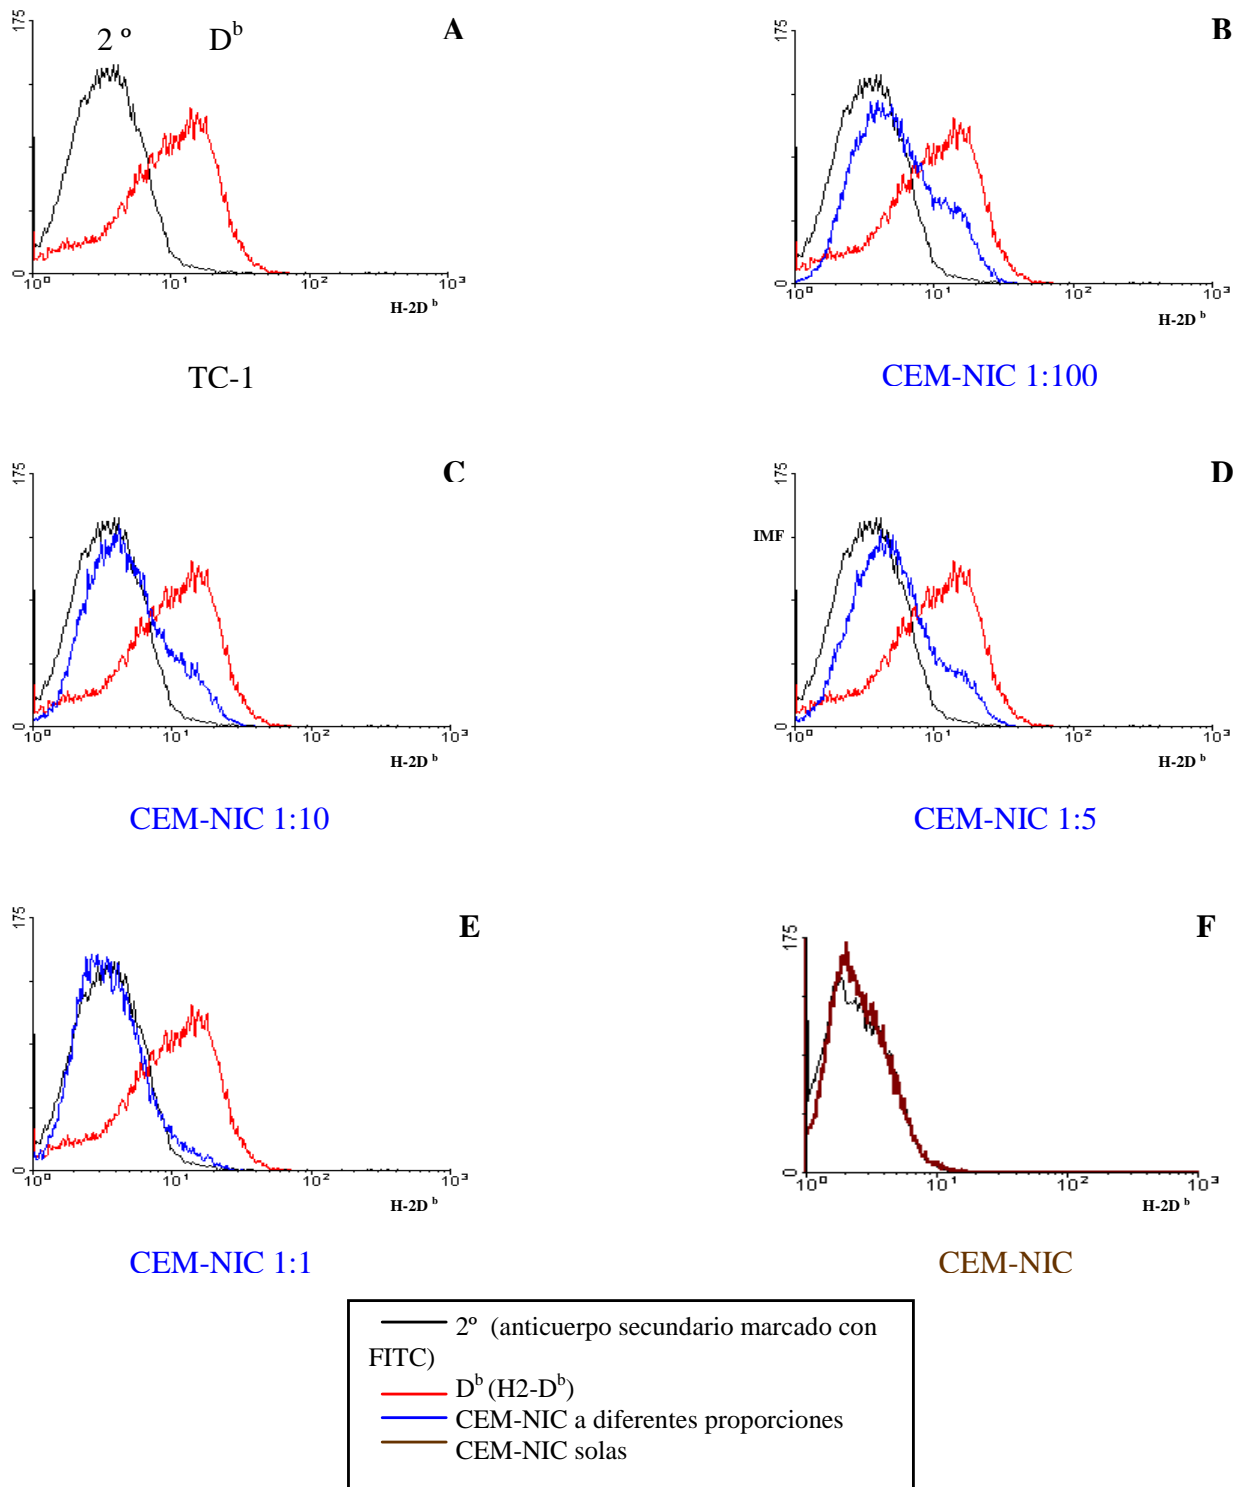 175
2 º
Dᵇ
A
0
10⁰
10¹
10²
10³
H-2D ᵇ
TC-1
175
B
0
10⁰
10¹
10²
10³
H-2D ᵇ
CEM-NIC 1:100
175
C
0
10⁰
10¹
10²
10³
H-2D ᵇ
CEM-NIC 1:10
175
D
IMF
0
10⁰
10¹
10²
10³
H-2D ᵇ
CEM-NIC 1:5
175
E
0
10⁰
10¹
10²
10³
H-2D ᵇ
CEM-NIC 1:1
175
F
0
10⁰
10¹
10²
10³
H-2D ᵇ
CEM-NIC
2º (anticuerpo secundario marcado con
FITC)
Dᵇ (H2-Dᵇ)
CEM-NIC a diferentes proporciones
CEM-NIC solas